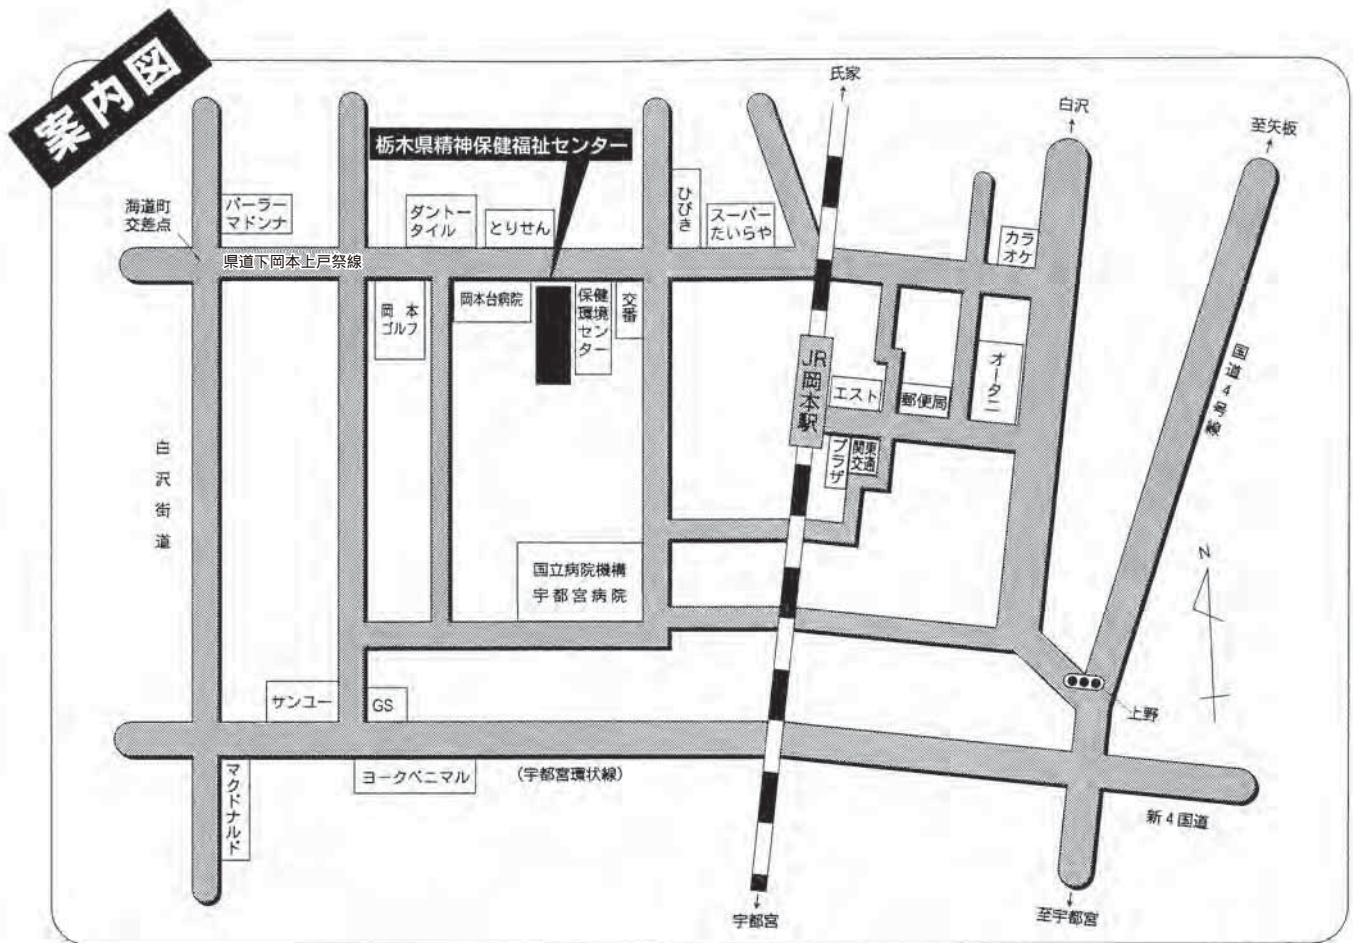 案内図
氏家
↑
白沢
↑
至矢板
↑
栃木県精神保健福祉センター
海道町
交差点
パーラー
マドンナ
ダントー
タイル
とりせん
ひびき
スーパー
たいらや
カラ
オケ
県道下岡本上戸祭線
岡本
ゴルフ
岡本台病院
保健
環境
セン
ター
交番
JR岡本駅
エスト
郵便局
オータニ
国道4号線
プラザ
関東
交通
白沢街道
国立病院機構
宇都宮病院
N
サンユー
GS
上野
マクドナルド
ヨークベニマル
(宇都宮環状線)
新4国道
↓
宇都宮
↓
至宇都宮